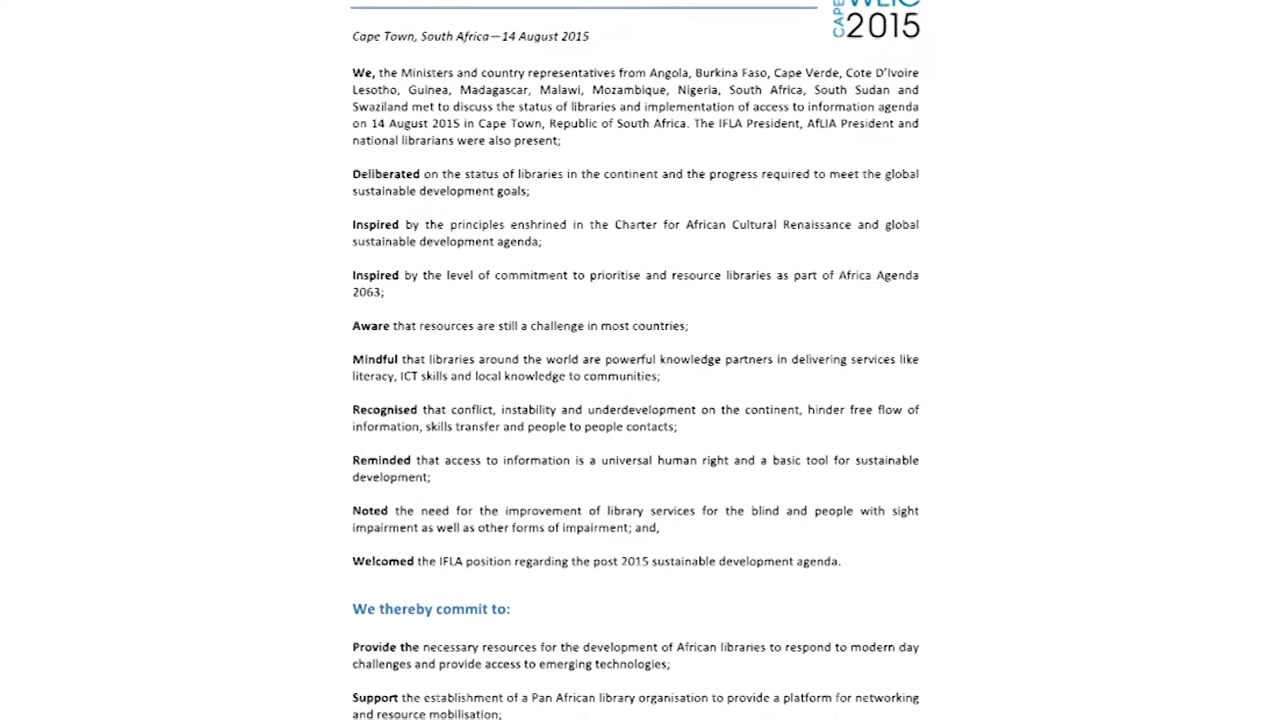 CAPE
2015
Cape Town, South Africa—14 August 2015
We, the Ministers and country representatives from Angola, Burkina Faso, Cape Verde, Cote D'Ivoire
Lesotho, Guinea, Madagascar, Malawi, Mozambique, Nigeria, South Africa, South Sudan and
Swaziland met to discuss the status of libraries and implementation of access to information agenda
on 14 August 2015 in Cape Town, Republic of South Africa. The IFLA President, AfLIA President and
national librarians were also present;
Deliberated on the status of libraries in the continent and the progress required to meet the global
sustainable development goals;
Inspired by the principles enshrined in the Charter for African Cultural Renaissance and global
sustainable development agenda;
Inspired by the level of commitment to prioritise and resource libraries as part of Africa Agenda
2063;
Aware that resources are still a challenge in most countries;
Mindful that libraries around the world are powerful knowledge partners in delivering services like
literacy, ICT skills and local knowledge to communities;
Recognised that conflict, instability and underdevelopment on the continent, hinder free flow of
information, skills transfer and people to people contacts;
Reminded that access to information is a universal human right and a basic tool for sustainable
development;
Noted the need for the improvement of library services for the blind and people with sight
impairment as well as other forms of impairment; and,
Welcomed the IFLA position regarding the post 2015 sustainable development agenda.
We thereby commit to:
Provide the necessary resources for the development of African libraries to respond to modern day
challenges and provide access to emerging technologies;
Support the establishment of a Pan African library organisation to provide a platform for networking
and resource mobilisation;